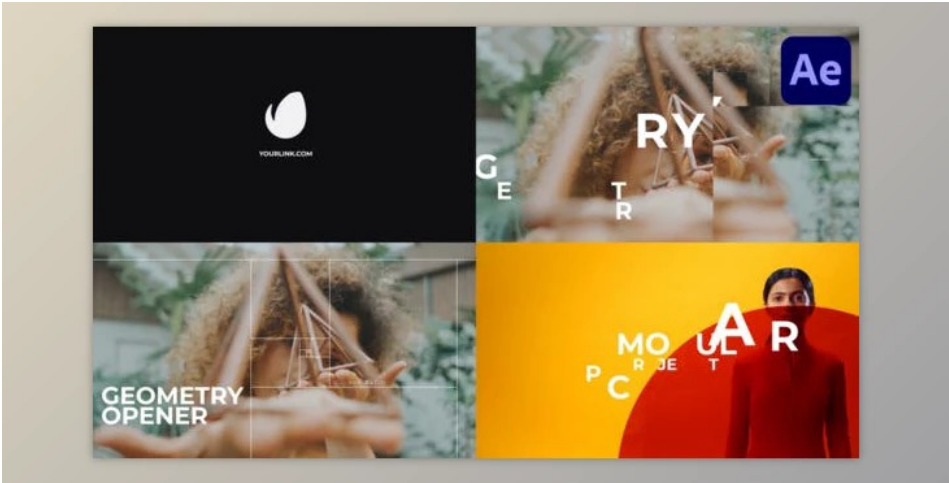 YOURLINK.COM
Ae
RY
G
E
T
R
GEOMETRY
OPENER
MO UL A R
P C R JE T